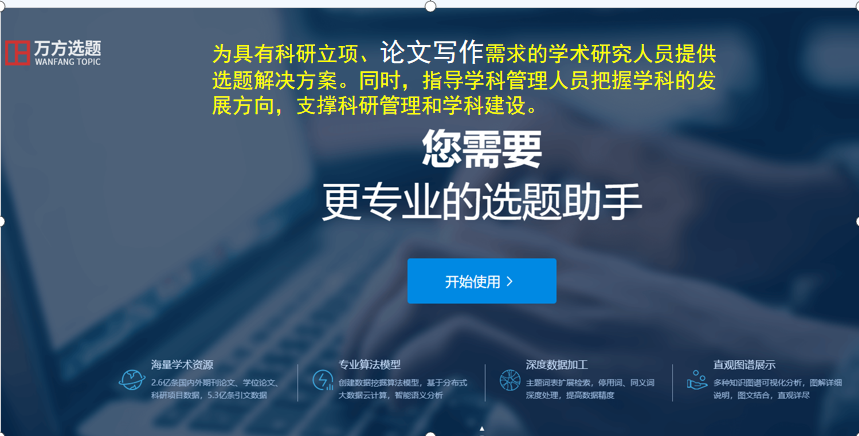 万方选题
WANFANG TOPIC
为具有科研立项、论文写作需求的学术研究人员提供
选题解决方案。同时，指导学科管理人员把握学科的发
展方向，支撑科研管理和学科建设。
您需要
更专业的选题助手
开始使用 >
海量学术资源
2.6亿条国内外期刊论文、学位论文、
科研项目数据，5.3亿条引文数据
专业算法模型
创建数据挖掘算法模型，基于分布式
大数据云计算，智能语义分析
深度数据加工
主题词表扩展检索，停用词、同义词
深度处理，提高数据精度
直观图谱展示
多种知识图谱可视化分析，图解详细
说明，图文结合，直观详尽